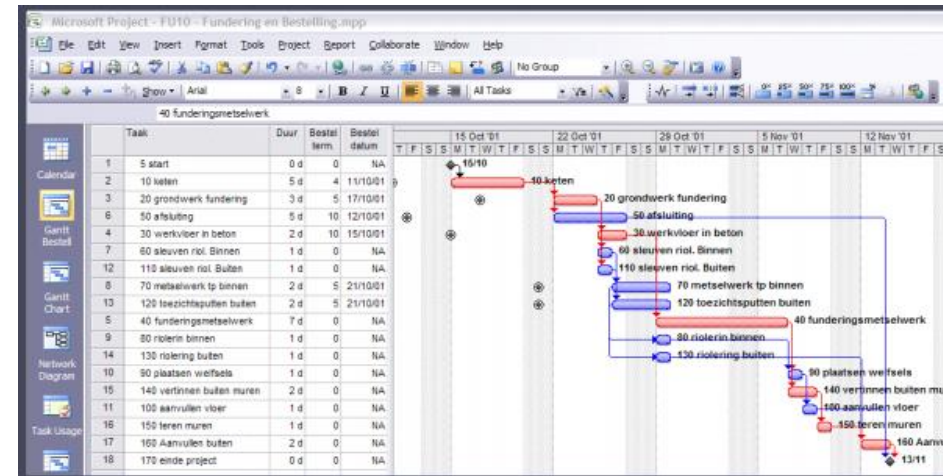 Microsoft Project - FU10 - Fundering en Bestelling.mpp
File Edit View Insert Format Tools Project Report Collaborate Window Help
No Group
Show Arial 8 B I U All Tasks
40 funderingsmetselwerk
Taak Duur Bestel term. Bestel datum 15 Oct '01 22 Oct '01 29 Oct '01 5 Nov '01 12 Nov '01
T F S S M T W T F S S M T W T F S S M T W T F S S M T W T F S S M T W T F S
1 5 start 0 d 0 NA 15/10
2 10 keten 5 d 4 11/10/01 10 keten
3 20 grondwerk fundering 3 d 5 17/10/01 20 grondwerk fundering
6 50 afsluiting 5 d 10 12/10/01 50 afsluiting
4 30 werkvloer in beton 2 d 10 15/10/01 30 werkvloer in beton
7 60 sleuven riol. Binnen 1 d 0 NA 60 sleuven riol. Binnen
12 110 sleuven riol. Buiten 1 d 0 NA 110 sleuven riol. Buiten
8 70 metselwerk tp binnen 2 d 5 21/10/01 70 metselwerk tp binnen
13 120 toezichtsputten buiten 2 d 5 21/10/01 120 toezichtsputten buiten
5 40 funderingsmetselwerk 7 d 0 NA 40 funderingsmetselwerk
9 80 riolerin binnen 1 d 0 NA 80 riolerin binnen
14 130 riolering buiten 1 d 0 NA 130 riolering buiten
10 90 plaatsen welfsels 1 d 0 NA 90 plaatsen welfsels
15 140 vertinnen buiten muren 2 d 0 NA 140 vertinnen buiten mu
11 100 aanvullen vloer 1 d 0 NA 100 aanvullen vloer
16 150 teren muren 1 d 0 NA 150 teren muren
17 160 Aanvullen buiten 2 d 0 NA 160 Aanv
18 170 einde project 0 d 0 NA 13/11
Calendar
Gantt Bestell
Gantt Chart
Network Diagram
Task Usage